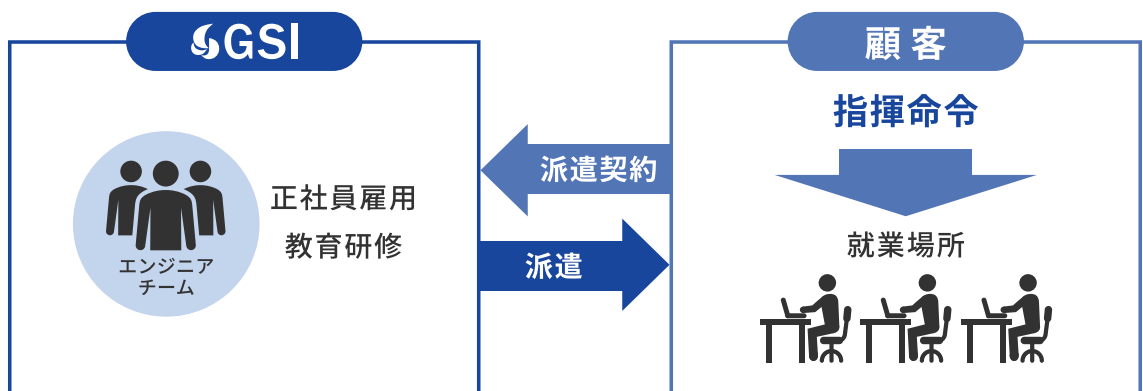 GSI
正社員雇用
教育研修
エンジニア
チーム
派遣契約
派遣
顧客
指揮命令
就業場所